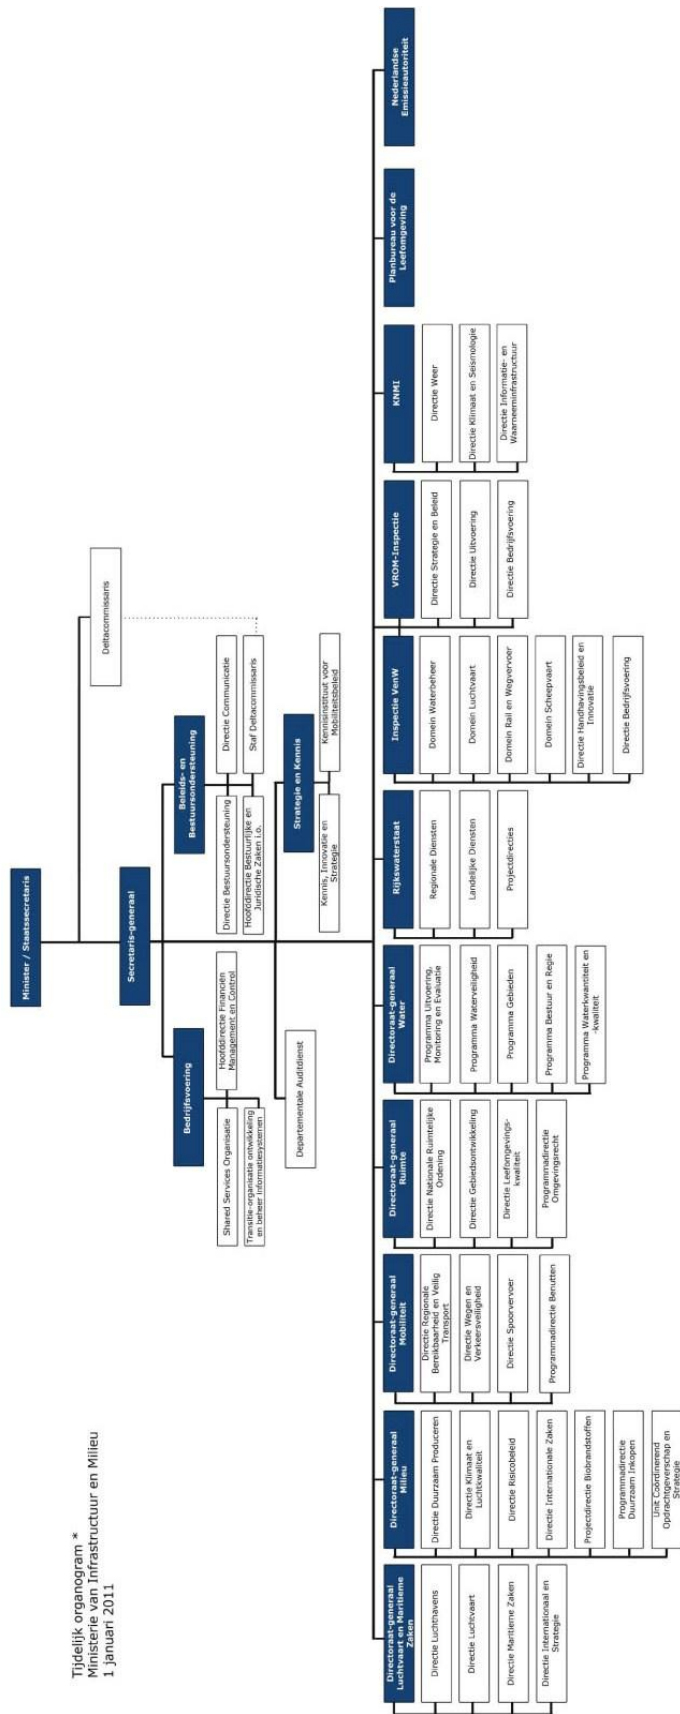 Tijdelijk organogram *
Ministerie van Infrastructuur en Milieu
1 januari 2011
Minister / Staatssecretaris
Deltacommissaris
Secretaris-generaal
Bedrijfsvoering
Shared Services Organisatie
Hoofddirectie Financiën
Management en Control
Transitie-organisatie ontwikkeling
en beheer informatiesystemen
Beleids- en
Bestuursondersteuning
Directie Bestuursondersteuning
Directie Communicatie
Hoofddirectie Bestuurlijke en
Juridische Zaken i.o.
Staf Deltacommissaris
Departementale Auditdienst
Strategie en Kennis
Kennis, Innovatie en
Strategie
Kennisinstituut voor
Mobiliteitsbeleid
Directoraat-generaal
Luchtvaart en Maritieme
Zaken
Directie Luchthavens
Directie Luchtvaart
Directie Maritieme Zaken
Directie Internationaal en
Strategie
Directoraat-generaal
Milieu
Directie Duurzaam Produceren
Directie Klimaat en
Luchtkwaliteit
Directie Risicobeleid
Directie Internationale Zaken
Projectdirectie Biobrandstoffen
Programmadirectie
Duurzaam Inkopen
Unit Coördinerend
Opdrachtgeverschap en
Strategie
Directoraat-generaal
Mobiliteit
Directie Regionale
Bereikbaarheid en Veilig
Transport
Directie Wegen en
Verkeersveiligheid
Directie Spoorvervoer
Programmadirectie Benutten
Directoraat-generaal
Ruimte
Directie Nationale Ruimtelijke
Ordening
Directie Gebiedsontwikkeling
Directie Leefomgevings-
kwaliteit
Programmadirectie
Omgevingsrecht
Directoraat-generaal
Water
Programma Uitvoering,
Monitoring en Evaluatie
Programma Waterveiligheid
Programma Gebieden
Programma Bestuur en Regie
Programma Waterkwantiteit en
-kwaliteit
Rijkswaterstaat
Regionale Diensten
Landelijke Diensten
Projectdirecties
Inspectie VenW
Domein Waterbeheer
Domein Luchtvaart
Domein Rail en Wegvervoer
Domein Scheepvaart
Directie Handhavingsbeleid en
Innovatie
Directie Bedrijfsvoering
VROM-Inspectie
Directie Strategie en Beleid
Directie Uitvoering
Directie Bedrijfsvoering
KNMI
Directie Weer
Directie Klimaat en Seismologie
Directie Informatie- en
Waarneeminfrastructuur
Planbureau voor de
Leefomgeving
Nederlandse
Emissieautoriteit